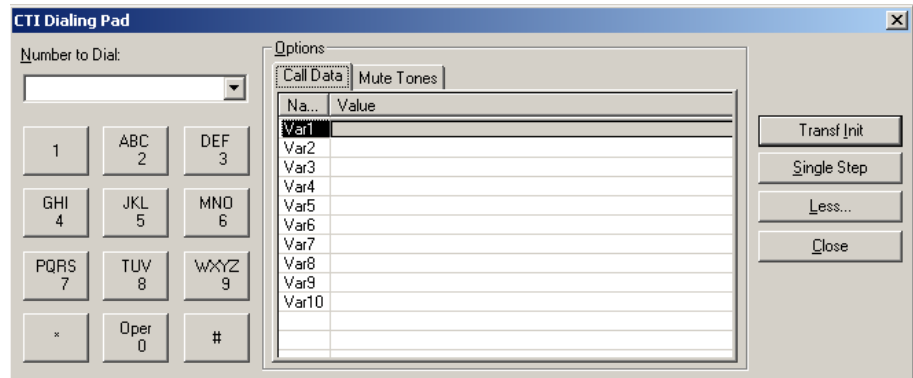 CTI Dialing Pad
Number to Dial:
1
ABC
2
DEF
3
GHI
4
JKL
5
MNO
6
PQRS
7
TUV
8
WXYZ
9
*
Oper
0
#
Options
Call Data
Mute Tones
Na... Value
Var1
Var2
Var3
Var4
Var5
Var6
Var7
Var8
Var9
Var10
Transf Init
Single Step
Less...
Close